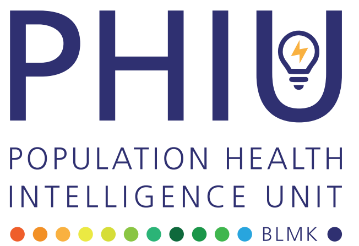 PHIU
POPULATION HEALTH
INTELLIGENCE UNIT
BLMK